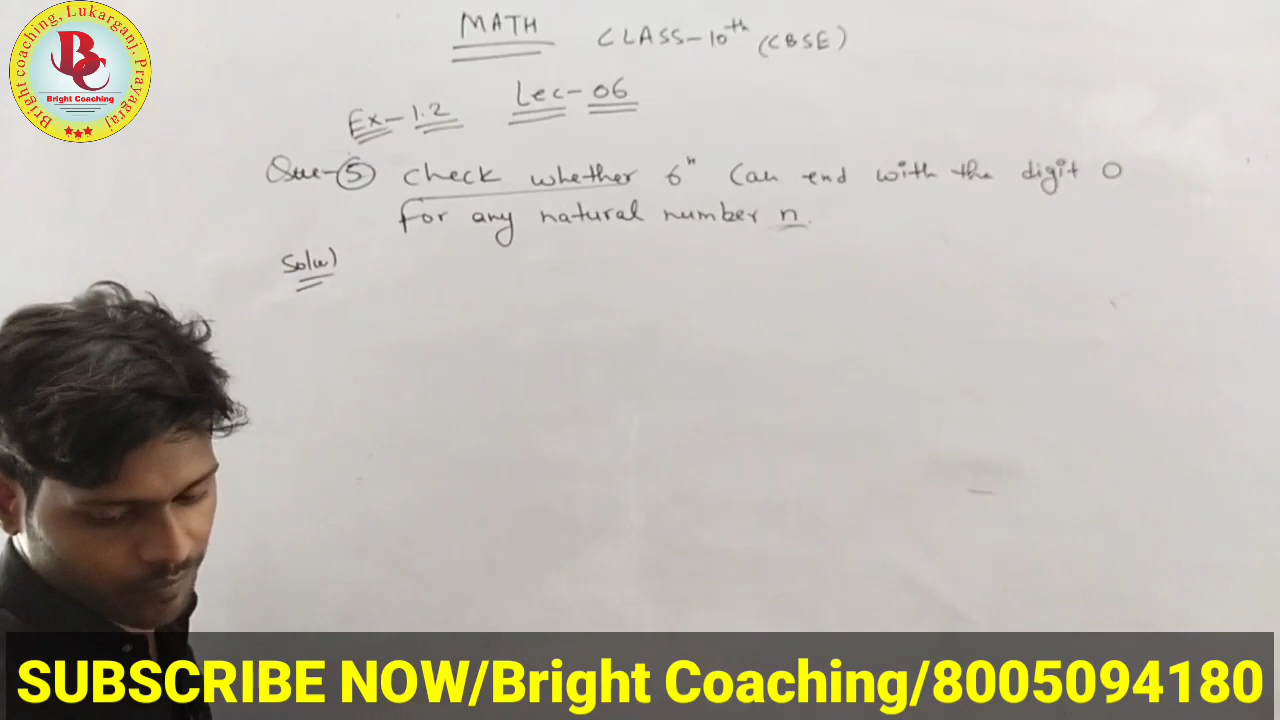 Bright coaching, Lukarganj, Prayagraj
BC
Bright Coaching
MATH CLASS-10th (CBSE)
Ex-1.2 Lec-06
Que-5 check whether 6ⁿ Can end with the digit 0
for any natural number n.
Solu)
SUBSCRIBE NOW/Bright Coaching/8005094180